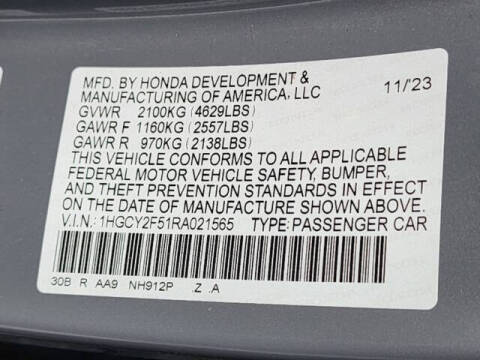 MFD. BY HONDA DEVELOPMENT &
MANUFACTURING OF AMERICA, LLC 11/23
GVWR 2100KG (4629LBS)
GAWR F 1160KG (2557LBS)
GAWR R 970KG (2138LBS)
THIS VEHICLE CONFORMS TO ALL APPLICABLE
FEDERAL MOTOR VEHICLE SAFETY, BUMPER,
AND THEFT PREVENTION STANDARDS IN EFFECT
ON THE DATE OF MANUFACTURE SHOWN ABOVE.
V.I.N.: 1HGCY2F51RA021565 TYPE: PASSENGER CAR
30B R AA9 NH912P .Z .A